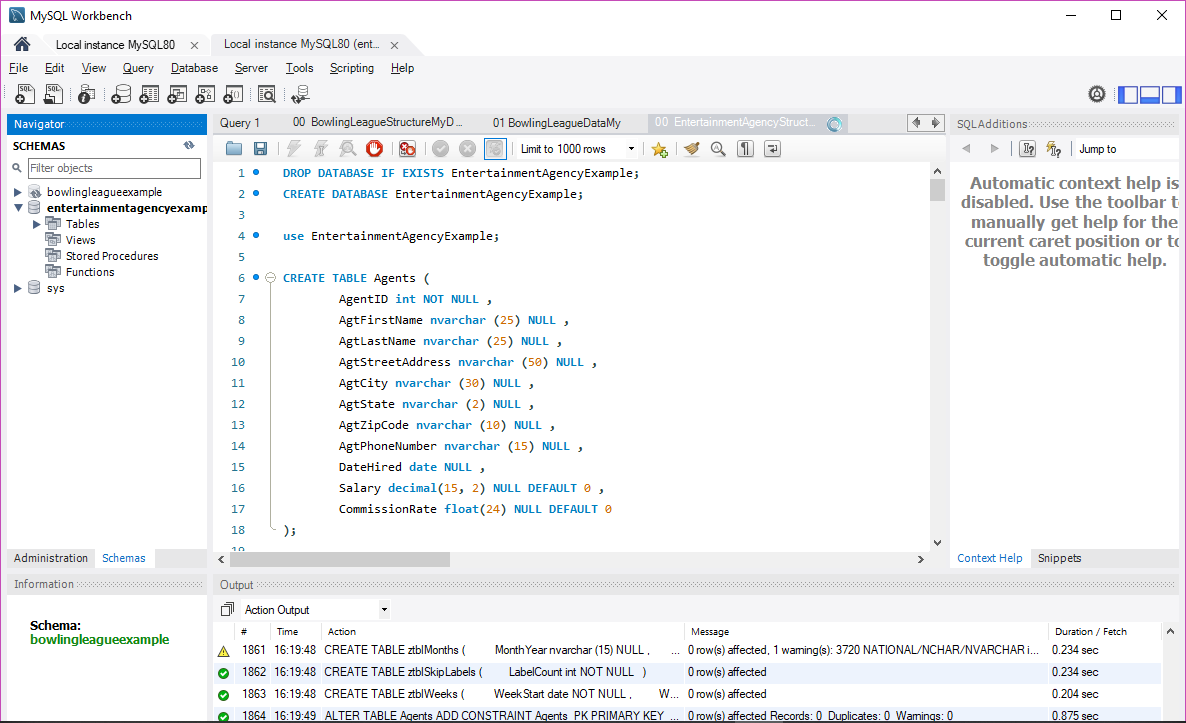 MySQL Workbench
Local instance MySQL80
Local instance MySQL80 (ent...
File Edit View Query Database Server Tools Scripting Help
Navigator
SCHEMAS
Filter objects
bowlingleagueexample
entertainmentagencyexamp
Tables
Views
Stored Procedures
Functions
sys
Administration Schemas
Information
Schema:
bowlingleagueexample
Query 1 00 BowlingLeagueStructureMyD... 01 BowlingLeagueDataMy 00 EntertainmentAgencyStruct...
Limit to 1000 rows
1 DROP DATABASE IF EXISTS EntertainmentAgencyExample;
2 CREATE DATABASE EntertainmentAgencyExample;
3
4 use EntertainmentAgencyExample;
5
6 CREATE TABLE Agents (
7 AgentID int NOT NULL ,
8 AgtFirstName nvarchar (25) NULL ,
9 AgtLastName nvarchar (25) NULL ,
10 AgtStreetAddress nvarchar (50) NULL ,
11 AgtCity nvarchar (30) NULL ,
12 AgtState nvarchar (2) NULL ,
13 AgtZipCode nvarchar (10) NULL ,
14 AgtPhoneNumber nvarchar (15) NULL ,
15 DateHired date NULL ,
16 Salary decimal(15, 2) NULL DEFAULT 0 ,
17 CommissionRate float(24) NULL DEFAULT 0
18 );
19
SQLAdditions
Jump to
Automatic context help is
disabled. Use the toolbar t
manually get help for the
current caret position or to
toggle automatic help.
Context Help Snippets
Output
Action Output
# Time Action Message Duration / Fetch
1861 16:19:48 CREATE TABLE ztblMonths ( MonthYear nvarchar (15) NULL , ... 0 row(s) affected, 1 warning(s): 3720 NATIONAL/NCHAR/NVARCHAR i... 0.234 sec
1862 16:19:48 CREATE TABLE ztblSkipLabels ( LabelCount int NOT NULL ) 0 row(s) affected 0.234 sec
1863 16:19:48 CREATE TABLE ztblWeeks ( WeekStart date NOT NULL , W... 0 row(s) affected 0.204 sec
1864 16:19:49 ALTER TABLE Agents ADD CONSTRAINT Agents_PK PRIMARY KEY ... 0 row(s) affected Records: 0 Duplicates: 0 Warnings: 0 0.875 sec